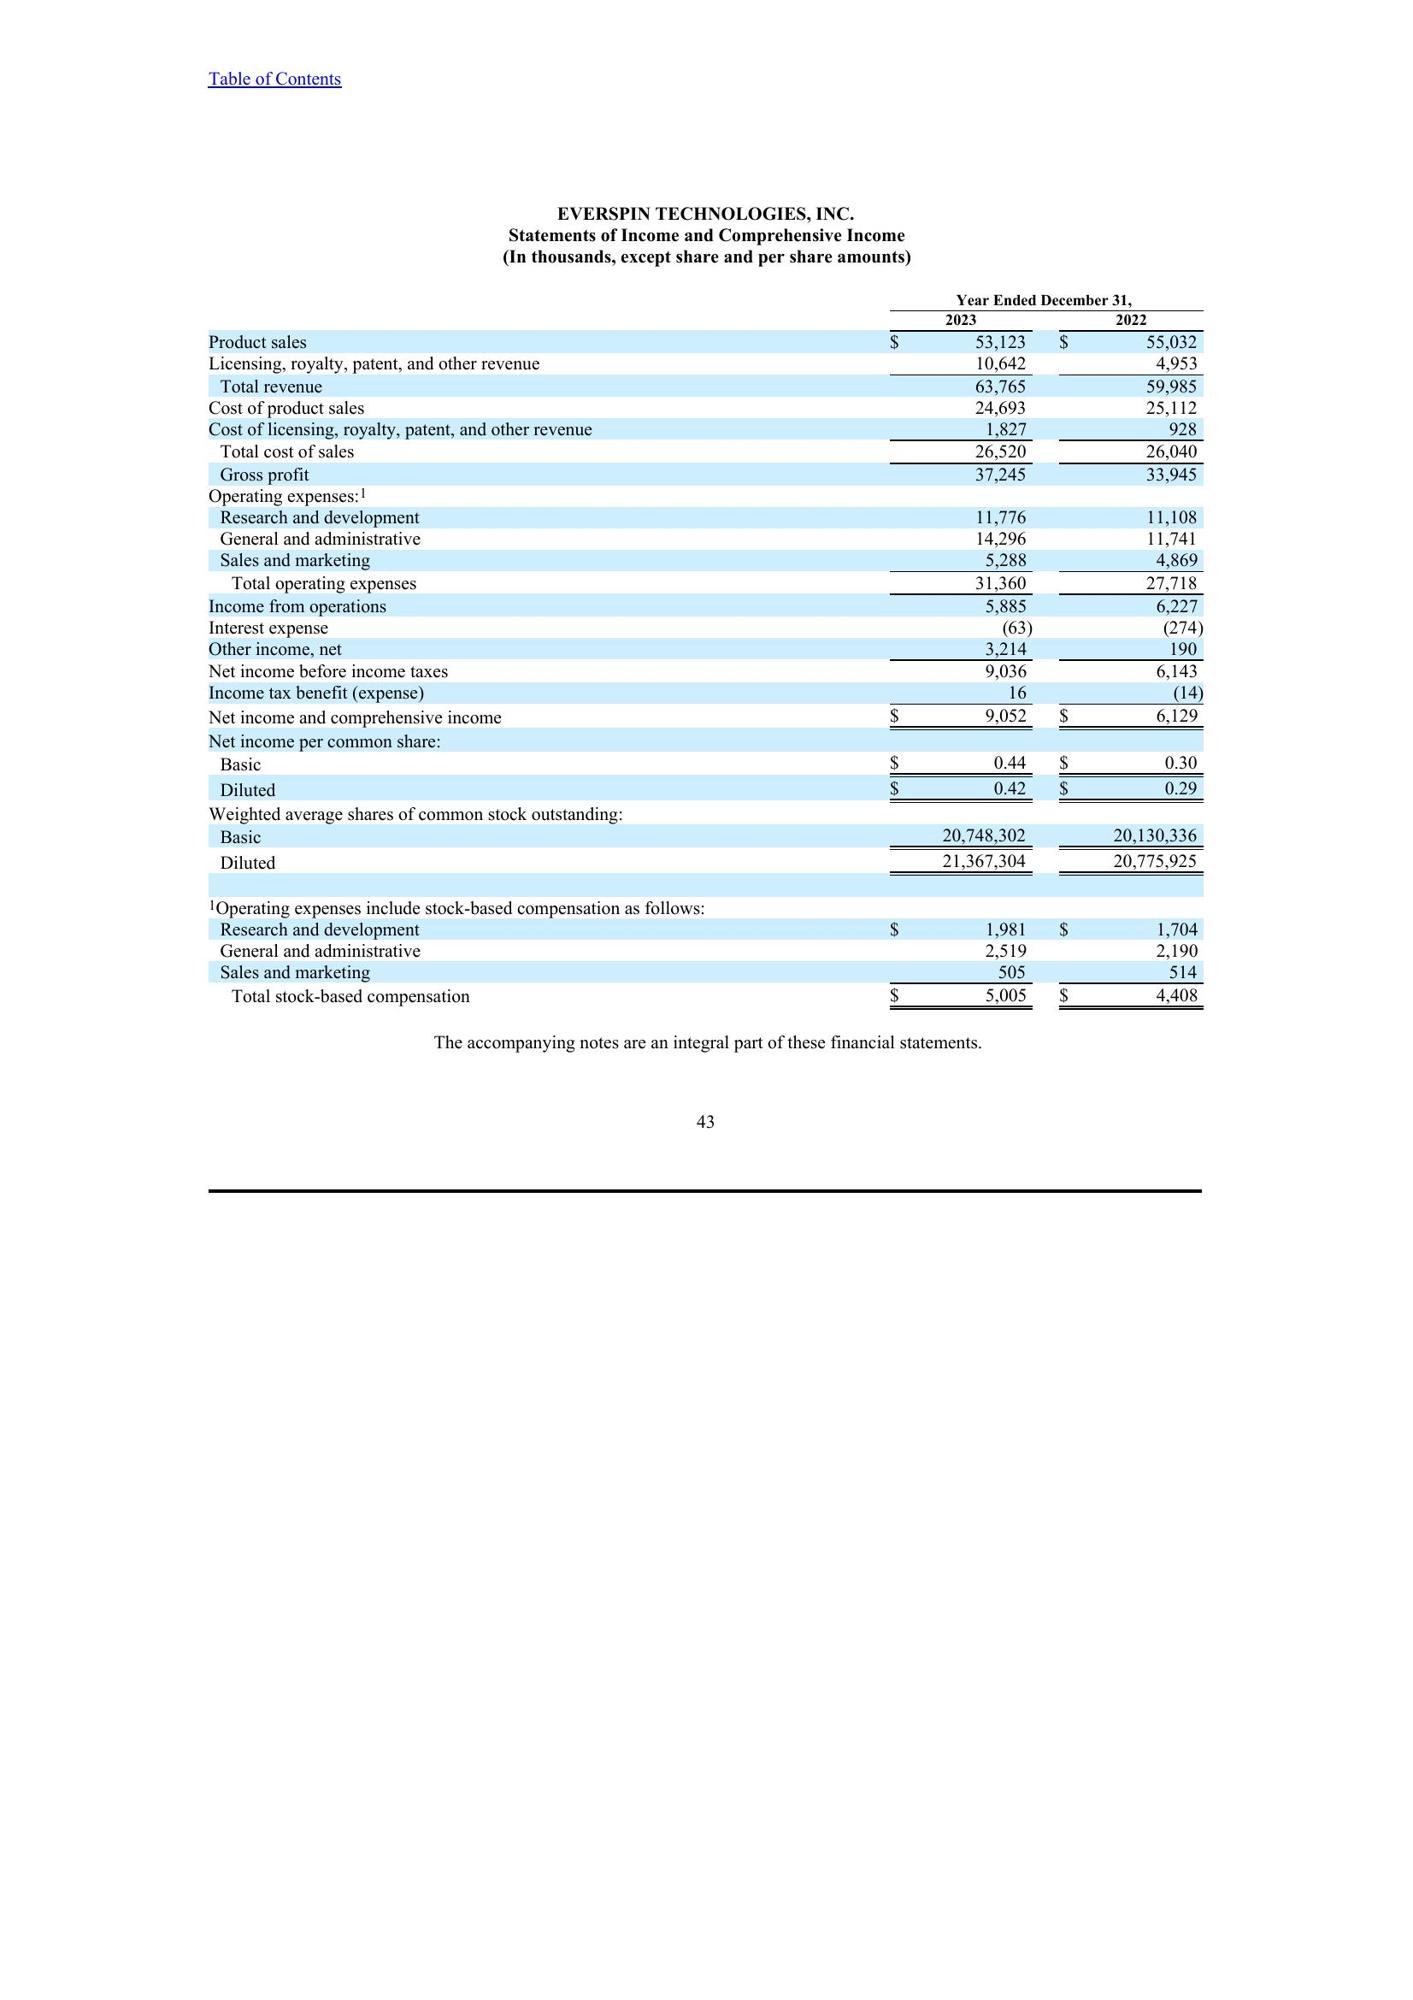 Table of Contents
EVERSPIN TECHNOLOGIES, INC.
Statements of Income and Comprehensive Income
(In thousands, except share and per share amounts)
Year Ended December 31,
2023 2022
Product sales $ 53,123 $ 55,032
Licensing, royalty, patent, and other revenue 10,642 4,953
Total revenue 63,765 59,985
Cost of product sales 24,693 25,112
Cost of licensing, royalty, patent, and other revenue 1,827 928
Total cost of sales 26,520 26,040
Gross profit 37,245 33,945
Operating expenses:1
Research and development 11,776 11,108
General and administrative 14,296 11,741
Sales and marketing 5,288 4,869
Total operating expenses 31,360 27,718
Income from operations 5,885 6,227
Interest expense (63) (274)
Other income, net 3,214 190
Net income before income taxes 9,036 6,143
Income tax benefit (expense) 16 (14)
Net income and comprehensive income $ 9,052 $ 6,129
Net income per common share:
Basic $ 0.44 $ 0.30
Diluted $ 0.42 $ 0.29
Weighted average shares of common stock outstanding:
Basic 20,748,302 20,130,336
Diluted 21,367,304 20,775,925
1Operating expenses include stock-based compensation as follows:
Research and development $ 1,981 $ 1,704
General and administrative 2,519 2,190
Sales and marketing 505 514
Total stock-based compensation $ 5,005 $ 4,408
The accompanying notes are an integral part of these financial statements.
43